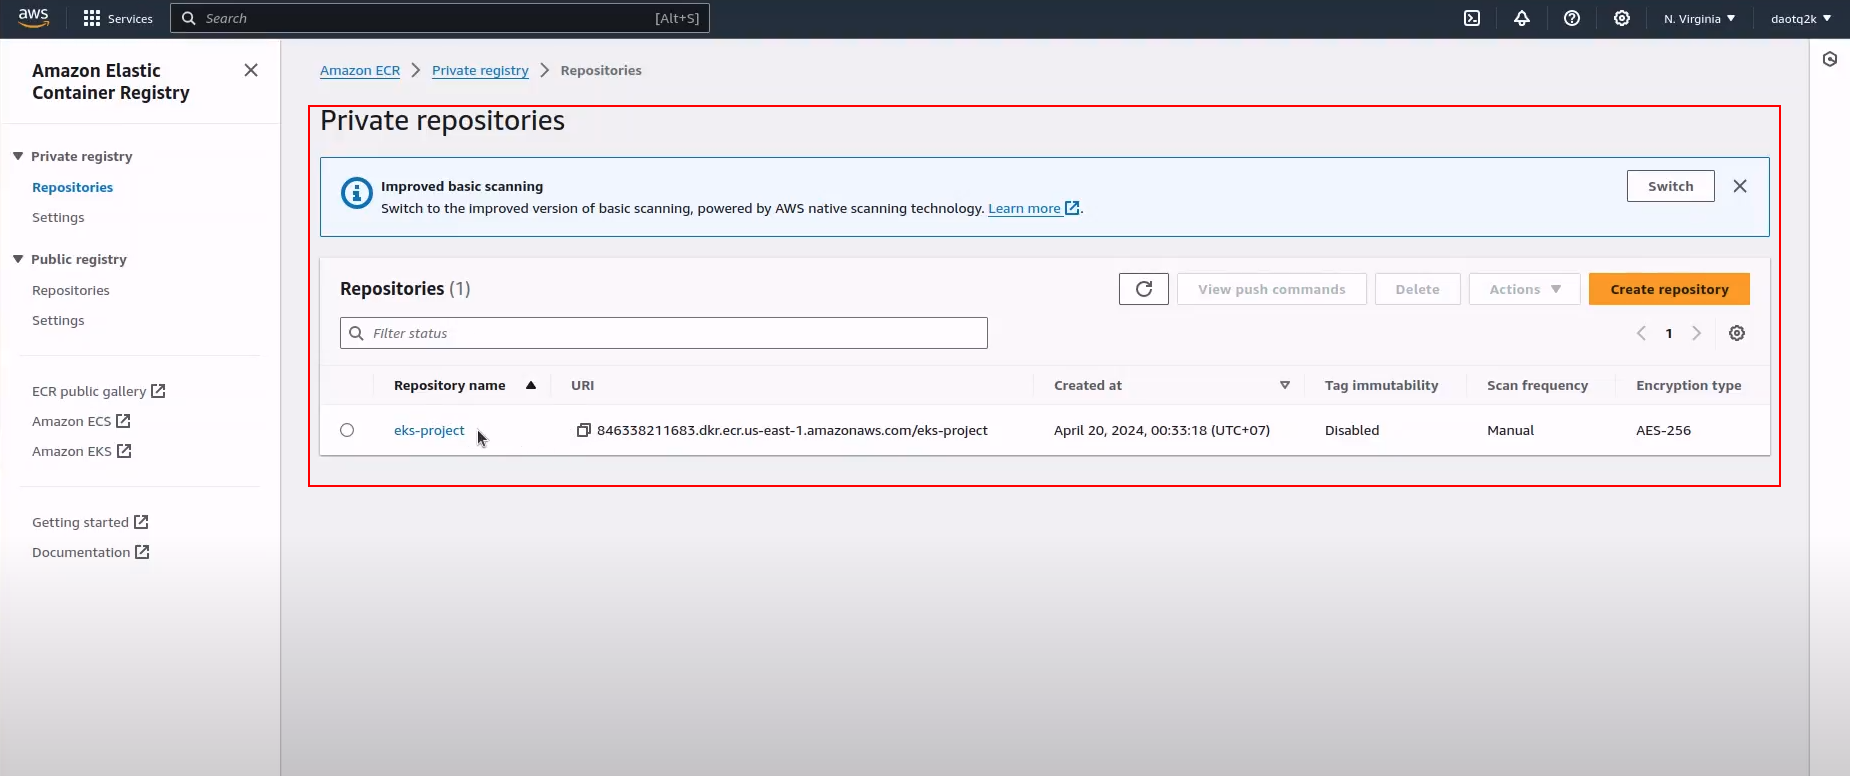 aws
Services
Search
[Alt+S]
N. Virginia
daotq2k
Amazon Elastic
Container Registry
Private registry
Repositories
Settings
Public registry
Repositories
Settings
ECR public gallery
Amazon ECS
Amazon EKS
Getting started
Documentation
Amazon ECR
Private registry
Repositories
Private repositories
Improved basic scanning
Switch to the improved version of basic scanning, powered by AWS native scanning technology. Learn more .
Switch
Repositories (1)
View push commands
Delete
Actions
Create repository
Filter status
1
Repository name
URI
Created at
Tag immutability
Scan frequency
Encryption type
eks-project
846338211683.dkr.ecr.us-east-1.amazonaws.com/eks-project
April 20, 2024, 00:33:18 (UTC+07)
Disabled
Manual
AES-256